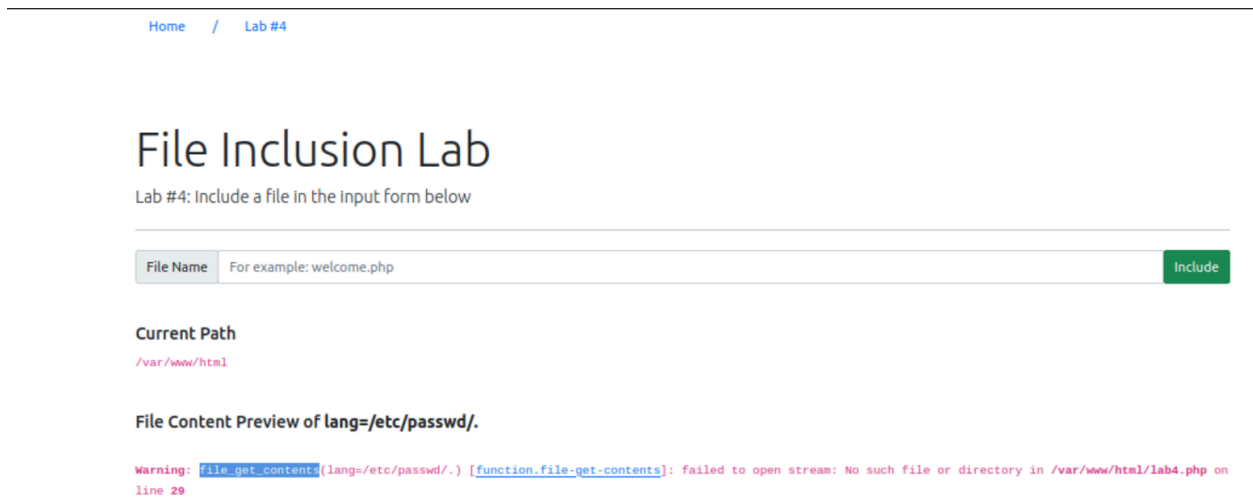 Home / Lab #4
File Inclusion Lab
Lab #4: Include a file in the input form below
File Name For example: welcome.php Include
Current Path
/var/www/html
File Content Preview of lang=/etc/passwd/.
Warning: file_get_contents(lang=/etc/passwd/.) [function.file-get-contents]: failed to open stream: No such file or directory in /var/www/html/lab4.php on
line 29